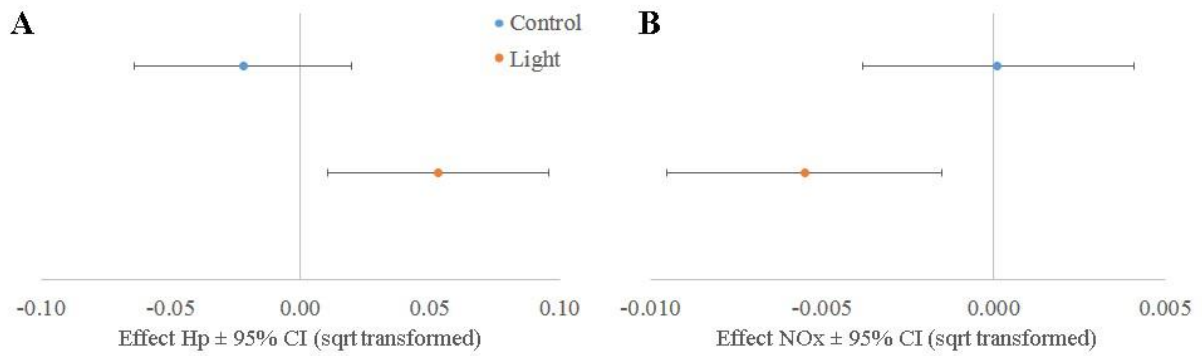 A
Control
Light
-0.10 -0.05 0.00 0.05 0.10
Effect Hp ± 95% CI (sqrt transformed)
B
-0.010 -0.005 0.000 0.005
Effect NOx ± 95% CI (sqrt transformed)